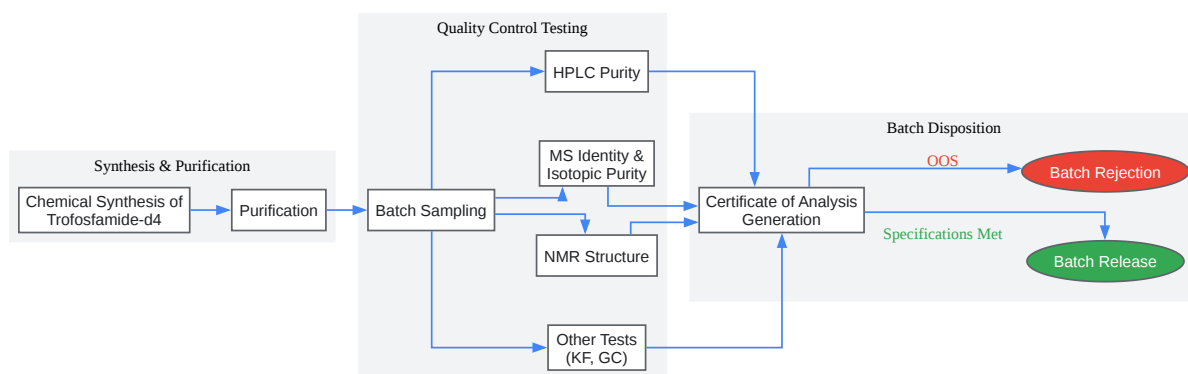 Synthesis & Purification
Chemical Synthesis of
Trofosfamide-d4
Purification
Quality Control Testing
Batch Sampling
HPLC Purity
MS Identity &
Isotopic Purity
NMR Structure
Other Tests
(KF, GC)
Batch Disposition
Certificate of Analysis
Generation
OOS
Batch Rejection
Specifications Met
Batch Release